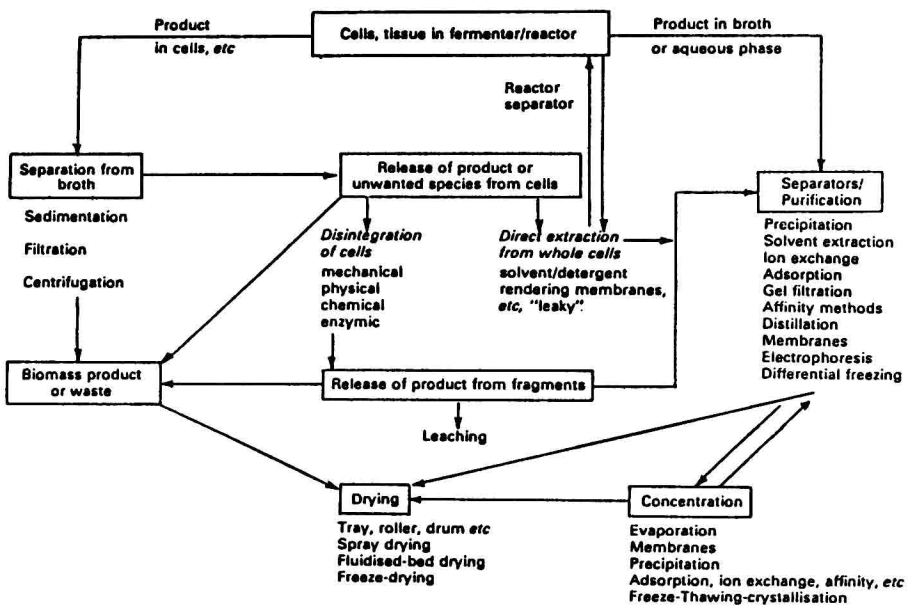 Product
in cells, etc
Cells, tissue in fermenter/reactor
Product in broth
or aqueous phase
Reactor
separator
Separation from
broth
Sedimentation
Filtration
Centrifugation
Release of product or
unwanted species from cells
Disintegration
of cells
mechanical
physical
chemical
enzymic
Direct extraction
from whole cells
solvent/detergent
rendering membranes,
etc, "leaky".
Separators/
Purification
Precipitation
Solvent extraction
Ion exchange
Adsorption
Gel filtration
Affinity methods
Distillation
Membranes
Electrophoresis
Differential freezing
Biomass product
or waste
Release of product from fragments
Leaching
Drying
Tray, roller, drum etc
Spray drying
Fluidised-bed drying
Freeze-drying
Concentration
Evaporation
Membranes
Precipitation
Adsorption, ion exchange, affinity, etc
Freeze-Thawing-crystallisation